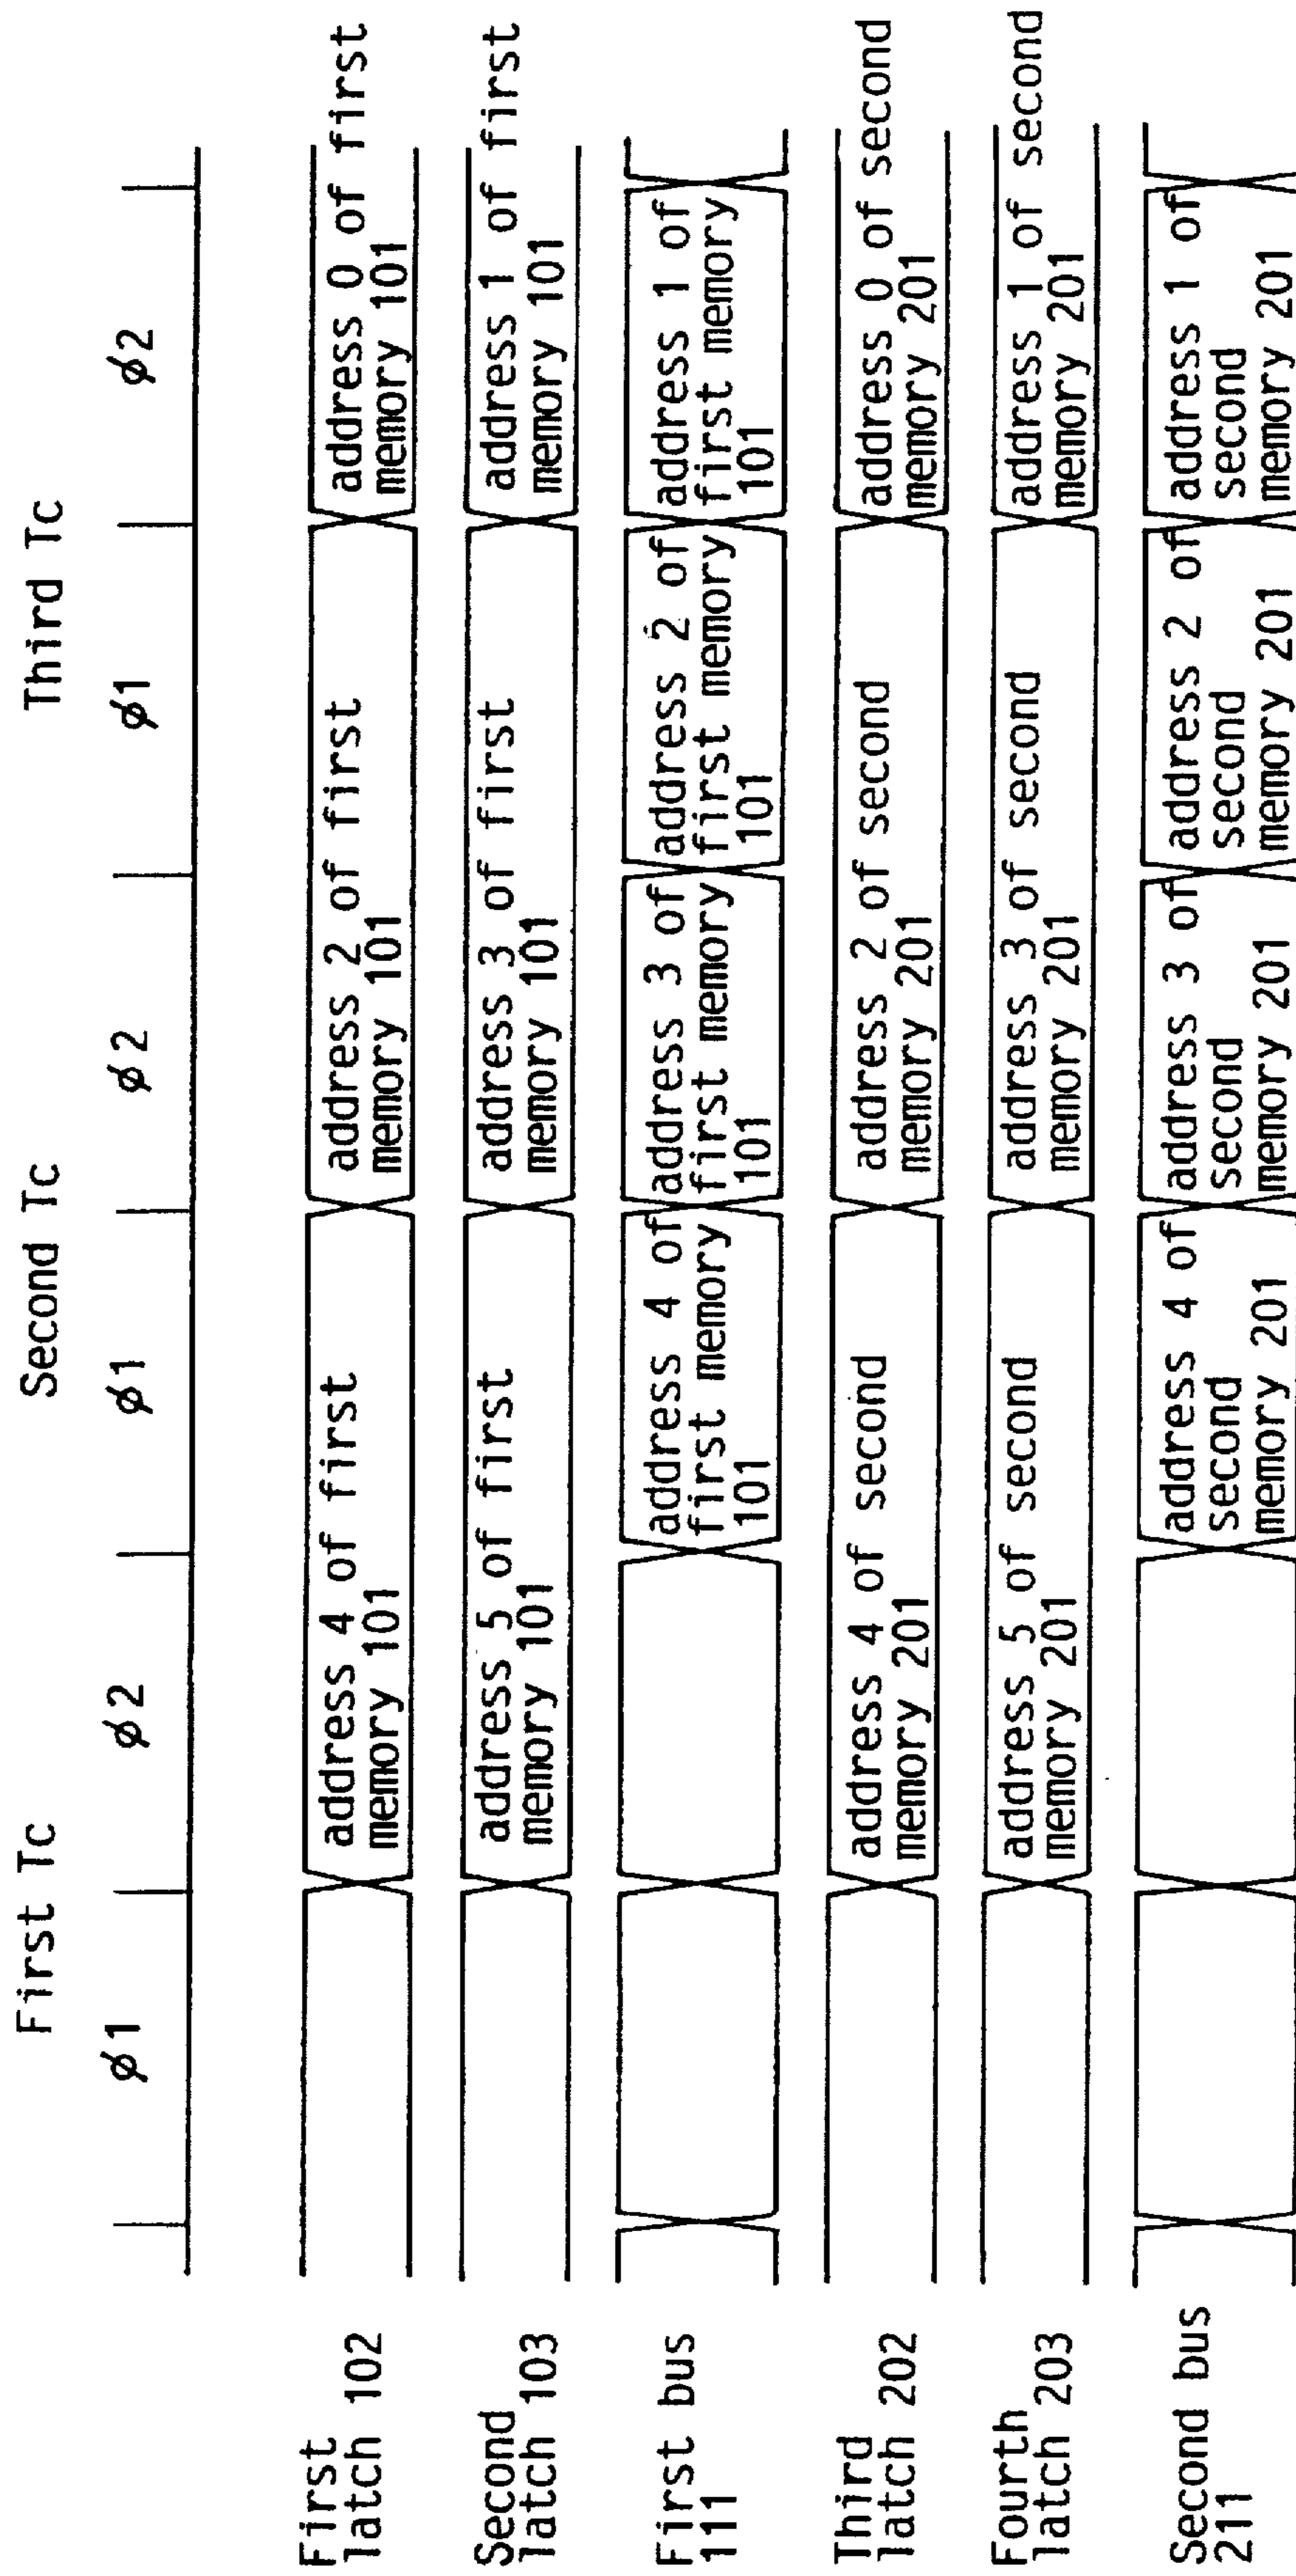 First Tc
Second Tc
Third Tc
ø1
ø2
ø1
ø2
ø1
ø2
First
latch 102
address 4 of first
memory 101
address 2 of first
memory 101
address 0 of first
memory 101
Second
latch 103
address 5 of first
memory 101
address 3 of first
memory 101
address 1 of first
memory 101
First bus
111
address 4 of
first memory
101
address 3 of
first memory
101
address 2 of
first memory
101
address 1 of
first memory
101
Third
latch 202
address 4 of second
memory 201
address 2 of second
memory 201
address 0 of second
memory 201
Fourth
latch 203
address 5 of second
memory 201
address 3 of second
memory 201
address 1 of second
memory 201
Second bus
211
address 4 of
second
memory 201
address 3 of
second
memory 201
address 2 of
second
memory 201
address 1 of
second
memory 201